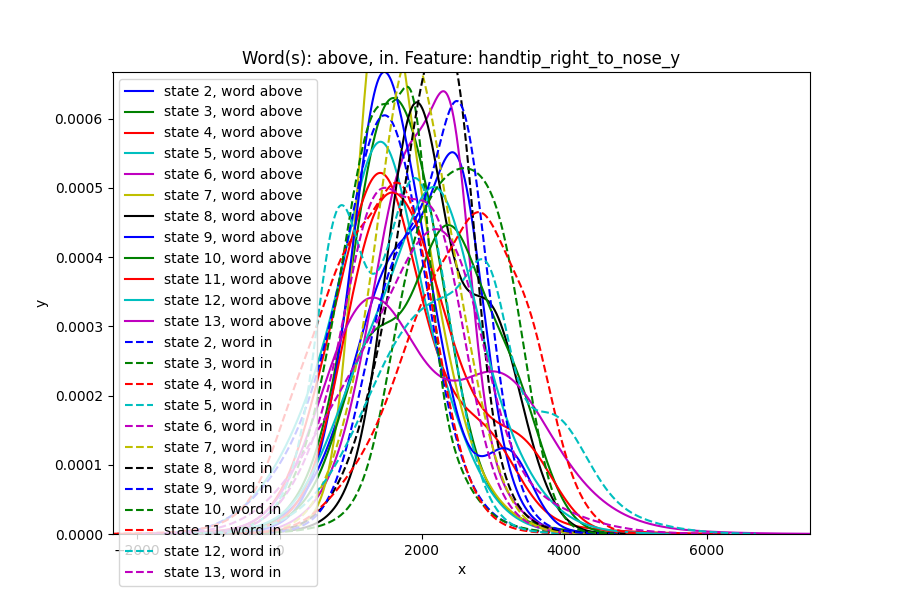 Word(s): above, in. Feature: handtip_right_to_nose_y
state 2, word above
state 3, word above
state 4, word above
state 5, word above
state 6, word above
state 7, word above
state 8, word above
state 9, word above
state 10, word above
state 11, word above
state 12, word above
state 13, word above
state 2, word in
state 3, word in
state 4, word in
state 5, word in
state 6, word in
state 7, word in
state 8, word in
state 9, word in
state 10, word in
state 11, word in
state 12, word in
state 13, word in
0.0006
0.0005
0.0004
0.0003
0.0002
0.0001
0.0000
y
−2000
0
2000
4000
6000
x